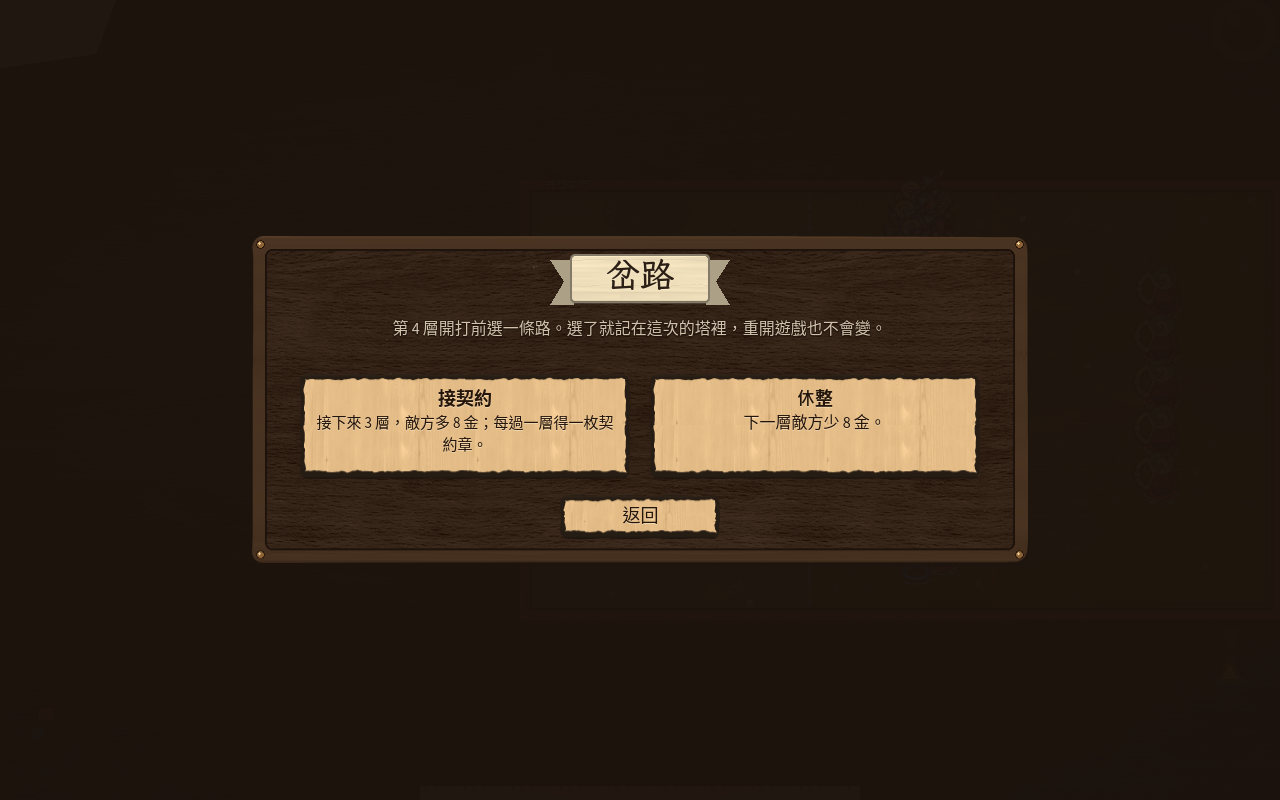 岔路
第 4 層開打前選一條路。選了就記在這次的塔裡，重開遊戲也不會變。
接契約
接下來 3 層，敵方多 8 金；每過一層得一枚契
約章。
休整
下一層敵方少 8 金。
返回